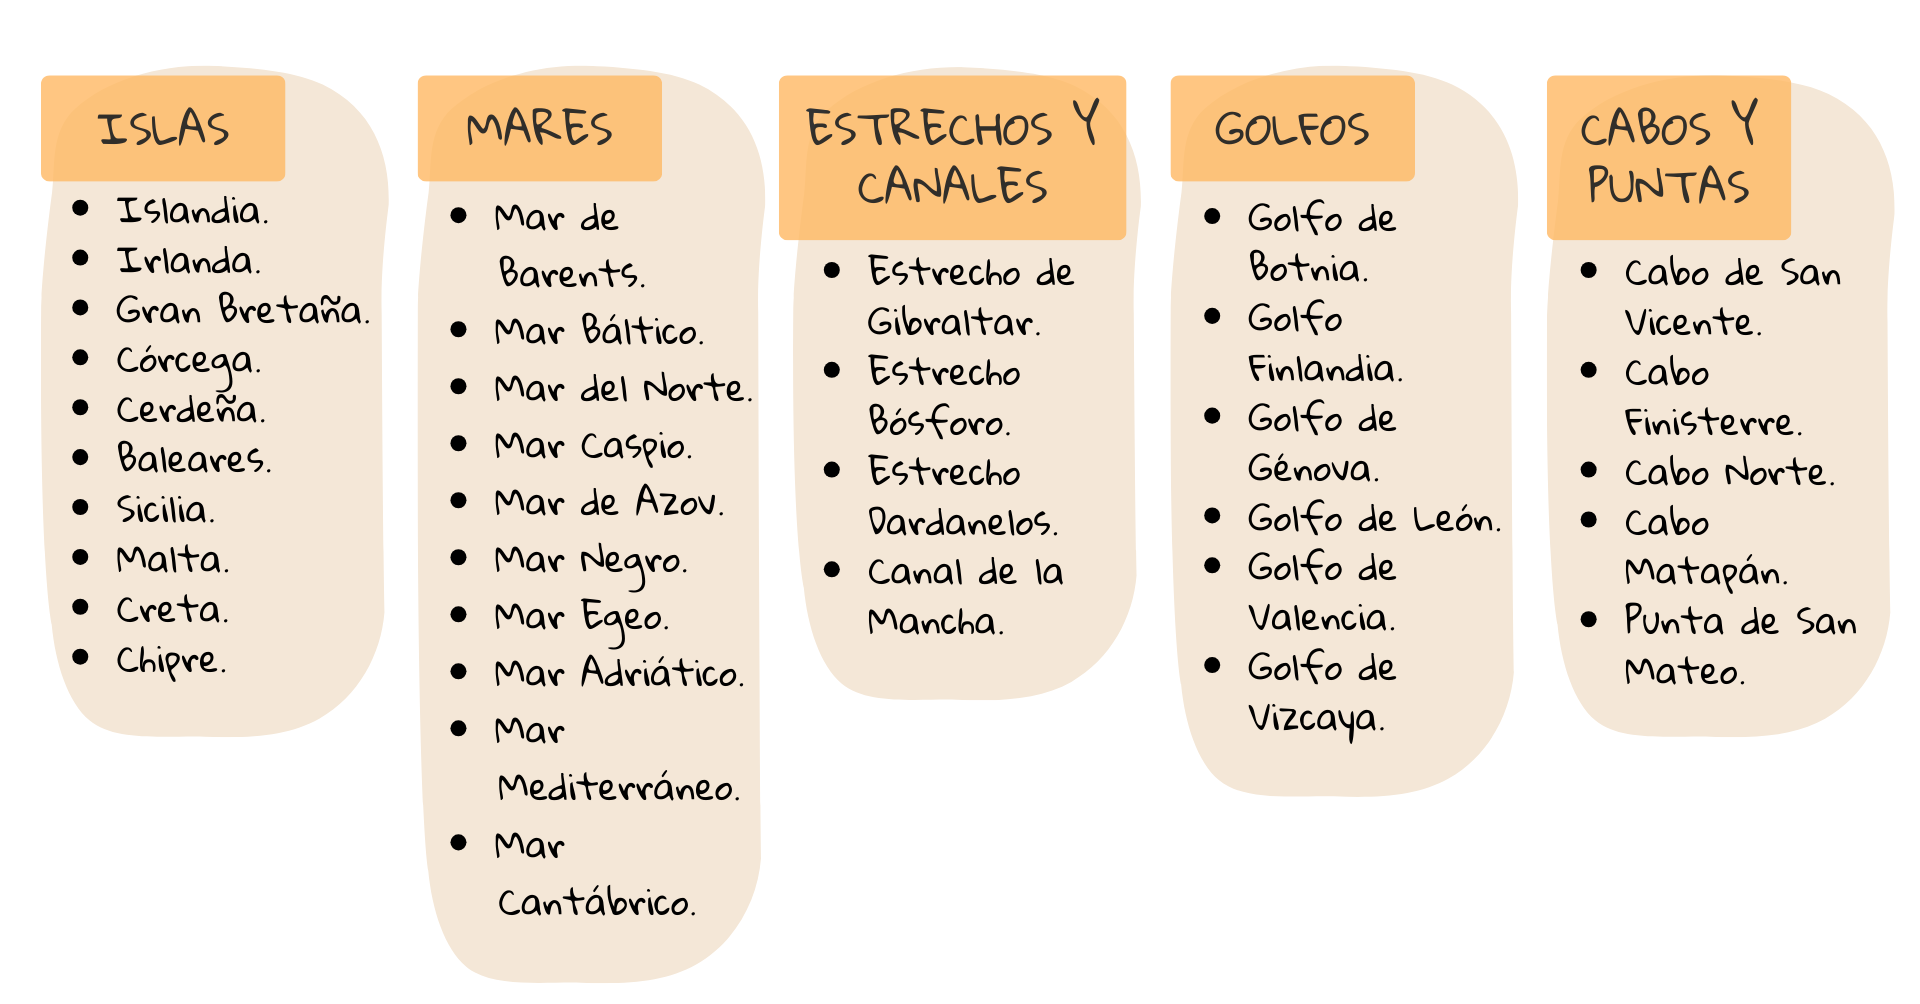 ISLAS
• Islandia.
• Irlanda.
• Gran Bretaña.
• Córcega.
• Cerdeña.
• Baleares.
• Sicilia.
• Malta.
• Creta.
• Chipre.
MARES
• Mar de
Barents.
• Mar Báltico.
• Mar del Norte.
• Mar Caspio.
• Mar de Azov.
• Mar Negro.
• Mar Egeo.
• Mar Adriático.
• Mar
Mediterráneo.
• Mar
Cantábrico.
ESTRECHOS Y
CANALES
• Estrecho de
Gibraltar.
• Estrecho
Bósforo.
• Estrecho
Dardanelos.
• Canal de la
Mancha.
GOLFOS
• Golfo de
Botnia.
• Golfo
Finlandia.
• Golfo de
Génova.
• Golfo de León.
• Golfo de
Valencia.
• Golfo de
Vizcaya.
CABOS Y
PUNTAS
• Cabo de San
Vicente.
• Cabo
Finisterre.
• Cabo Norte.
• Cabo
Matapán.
• Punta de San
Mateo.